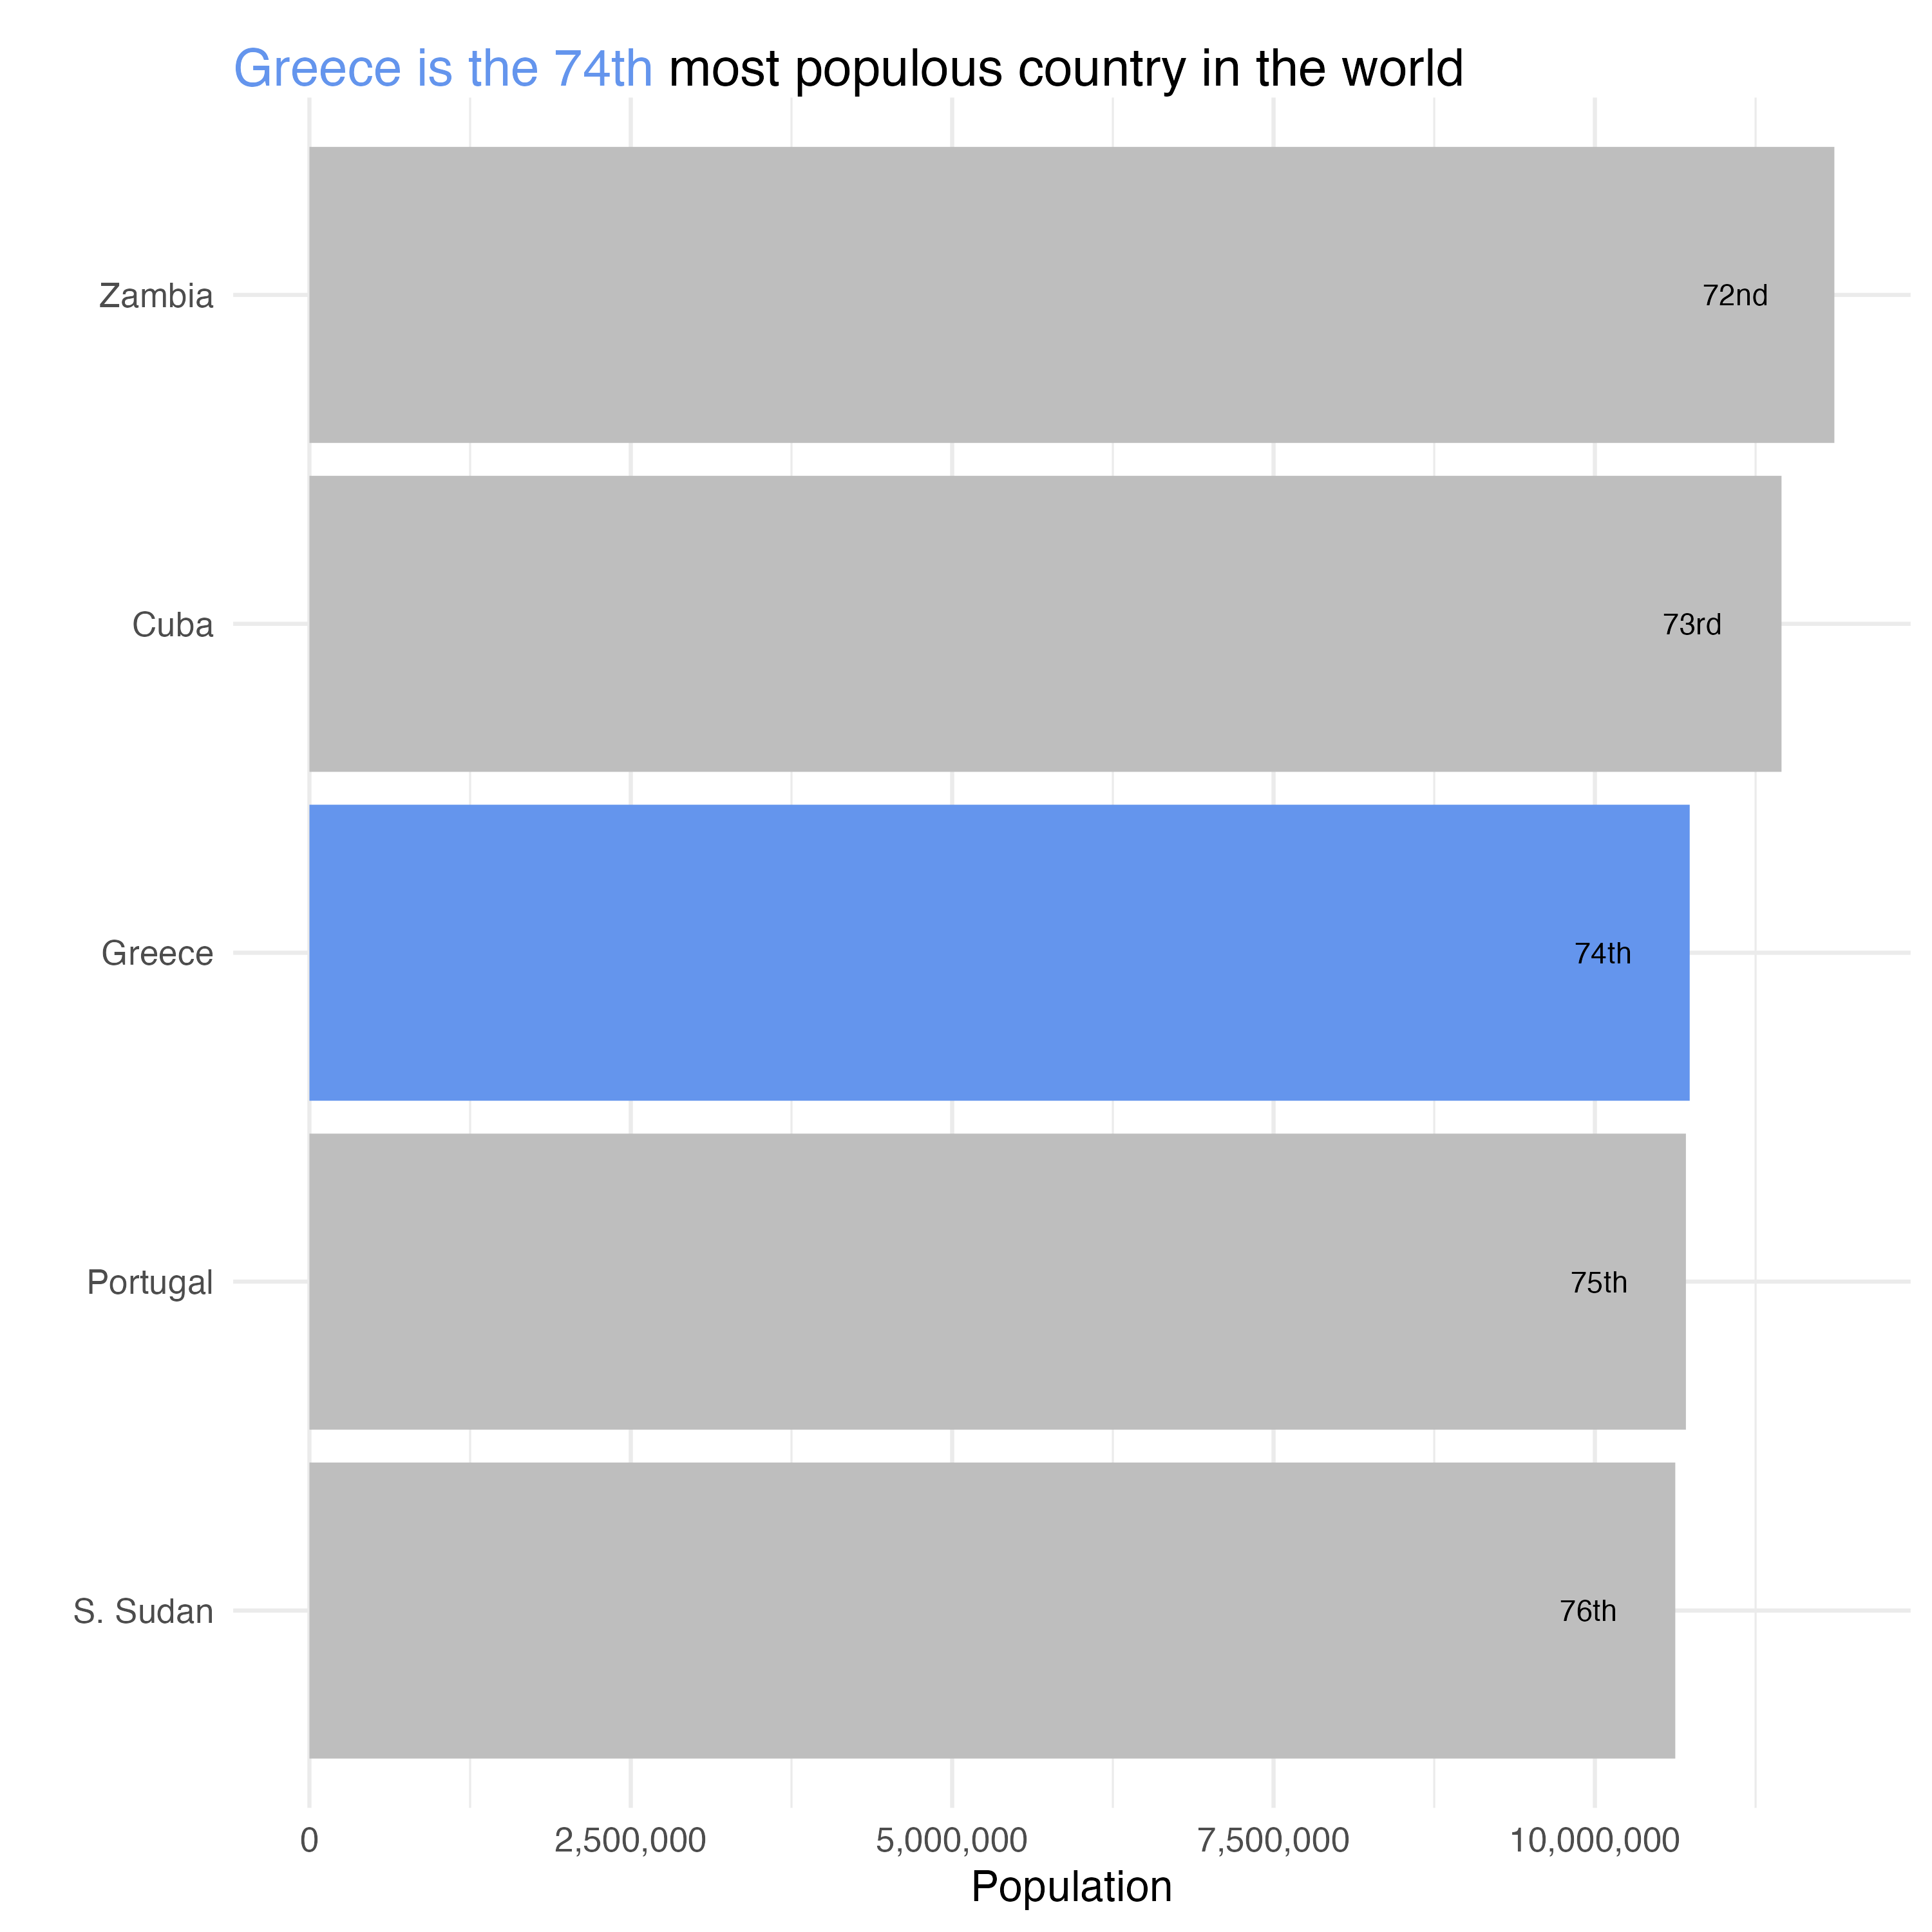 Greece is the 74th most populous country in the world
Zambia
72nd
Cuba
73rd
Greece
74th
Portugal
75th
S. Sudan
76th
0 2,500,000 5,000,000 7,500,000 10,000,000
Population